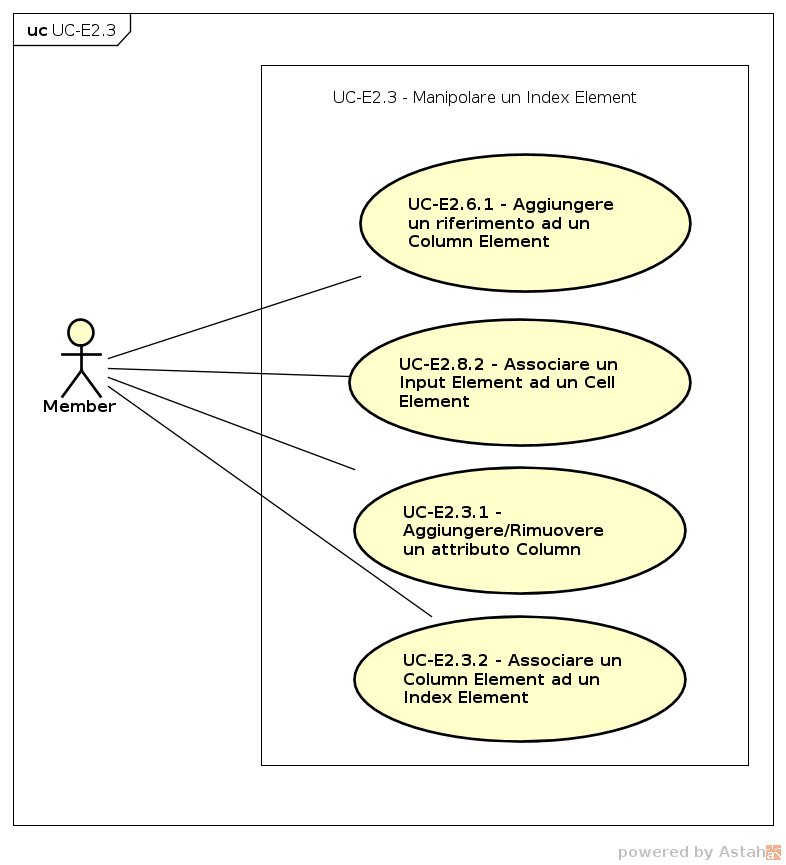 uc UC-E2.3
UC-E2.3 - Manipolare un Index Element
UC-E2.6.1 - Aggiungere
un riferimento ad un
Column Element
UC-E2.8.2 - Associare un
Input Element ad un Cell
Element
Member
UC-E2.3.1 -
Aggiungere/Rimuovere
un attributo Column
UC-E2.3.2 - Associare un
Column Element ad un
Index Element
powered by Astah